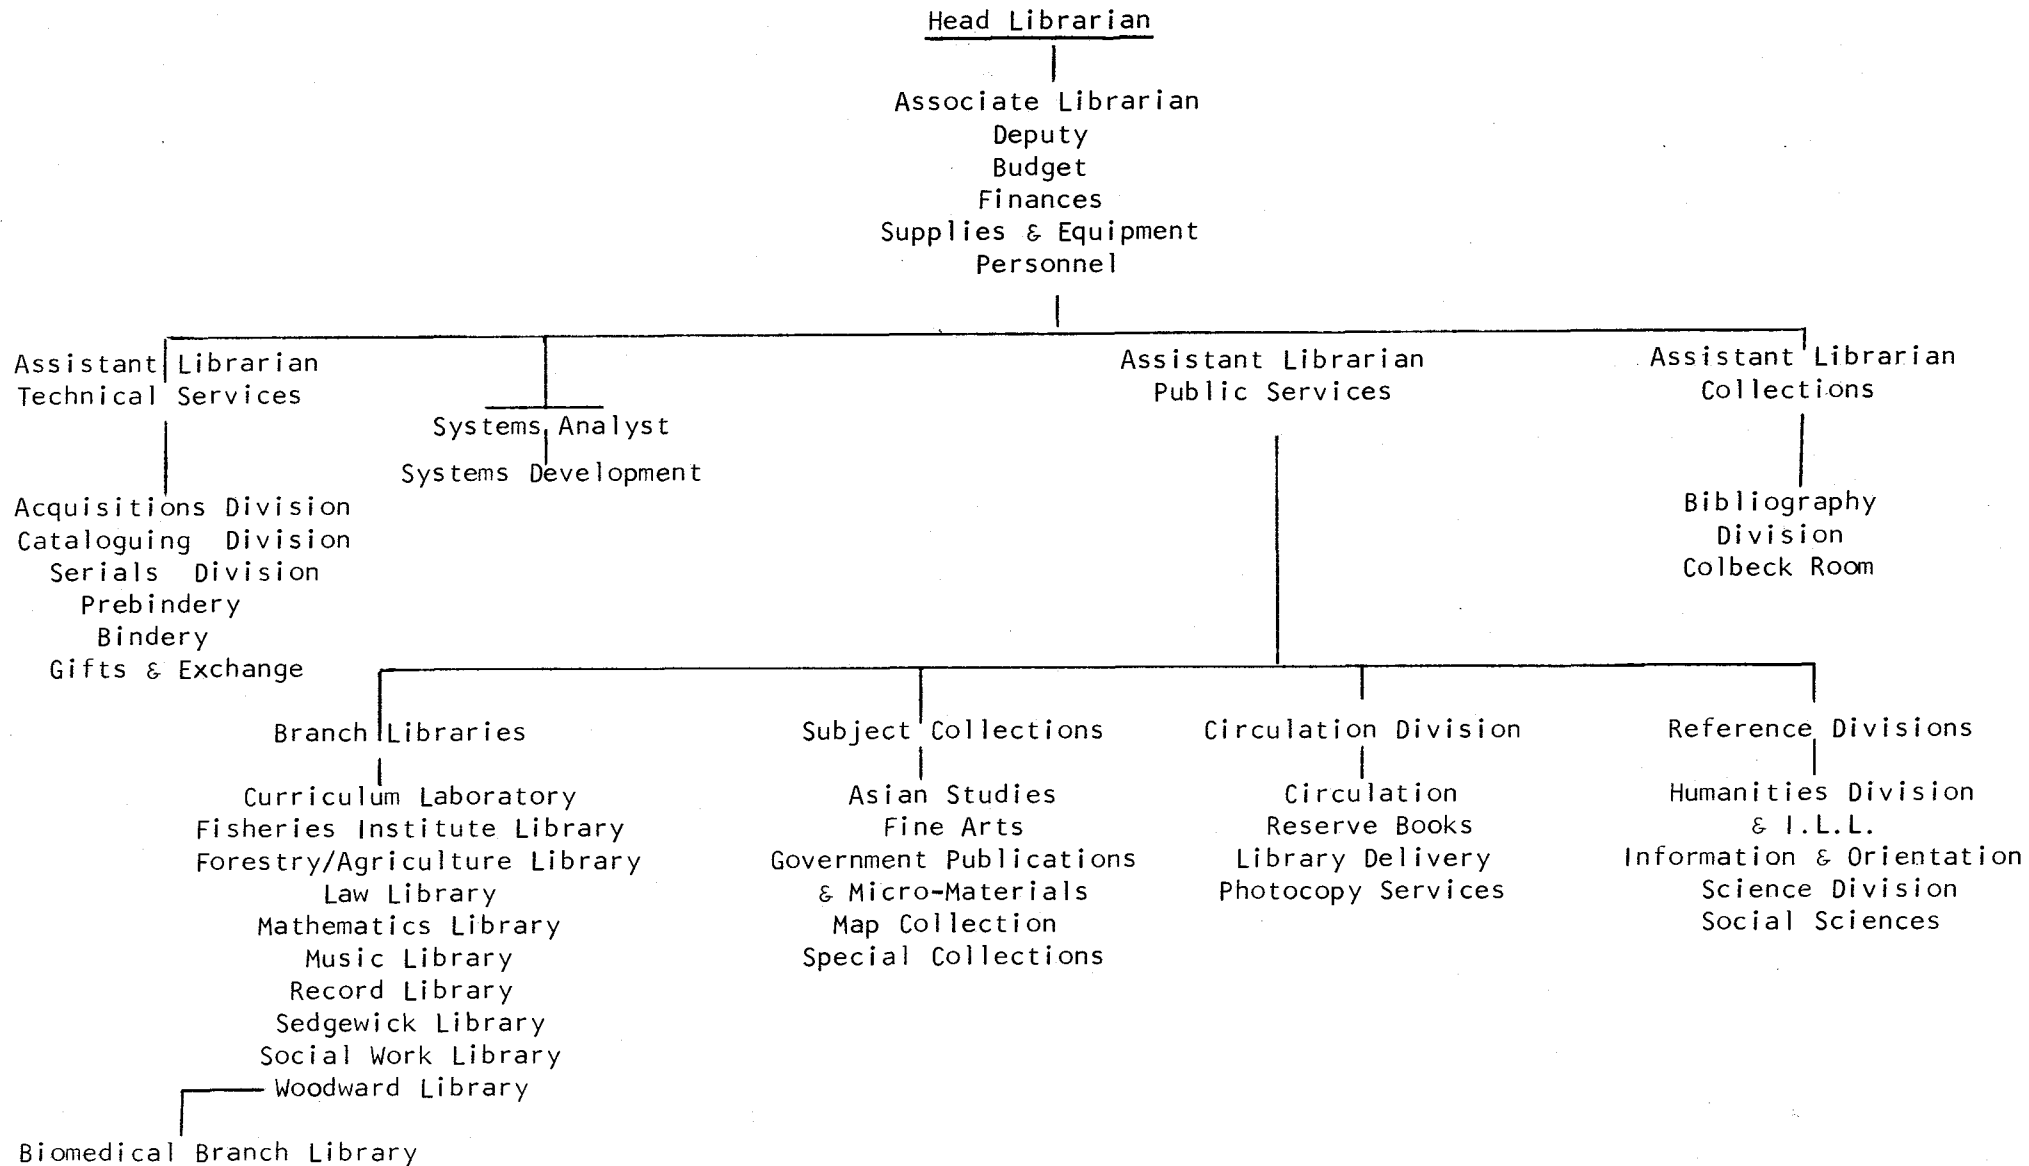 Head Librarian
Associate Librarian
Deputy
Budget
Finances
Supplies & Equipment
Personnel
Assistant Librarian
Technical Services
Systems Analyst
Systems Development
Assistant Librarian
Public Services
Assistant Librarian
Collections
Acquisitions Division
Cataloguing Division
Serials Division
Prebindery
Bindery
Gifts & Exchange
Bibliography
Division
Colbeck Room
Branch Libraries
Curriculum Laboratory
Fisheries Institute Library
Forestry/Agriculture Library
Law Library
Mathematics Library
Music Library
Record Library
Sedgewick Library
Social Work Library
Woodward Library
Biomedical Branch Library
Subject Collections
Asian Studies
Fine Arts
Government Publications
& Micro-Materials
Map Collection
Special Collections
Circulation Division
Circulation
Reserve Books
Library Delivery
Photocopy Services
Reference Divisions
Humanities Division
& I.L.L.
Information & Orientation
Science Division
Social Sciences